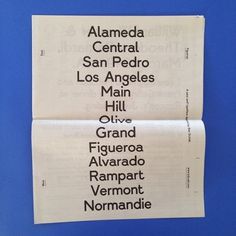 Alameda
Central
San Pedro
Los Angeles
Main
Hill
Olive
Grand
Figueroa
Alvarado
Rampart
Vermont
Normandie